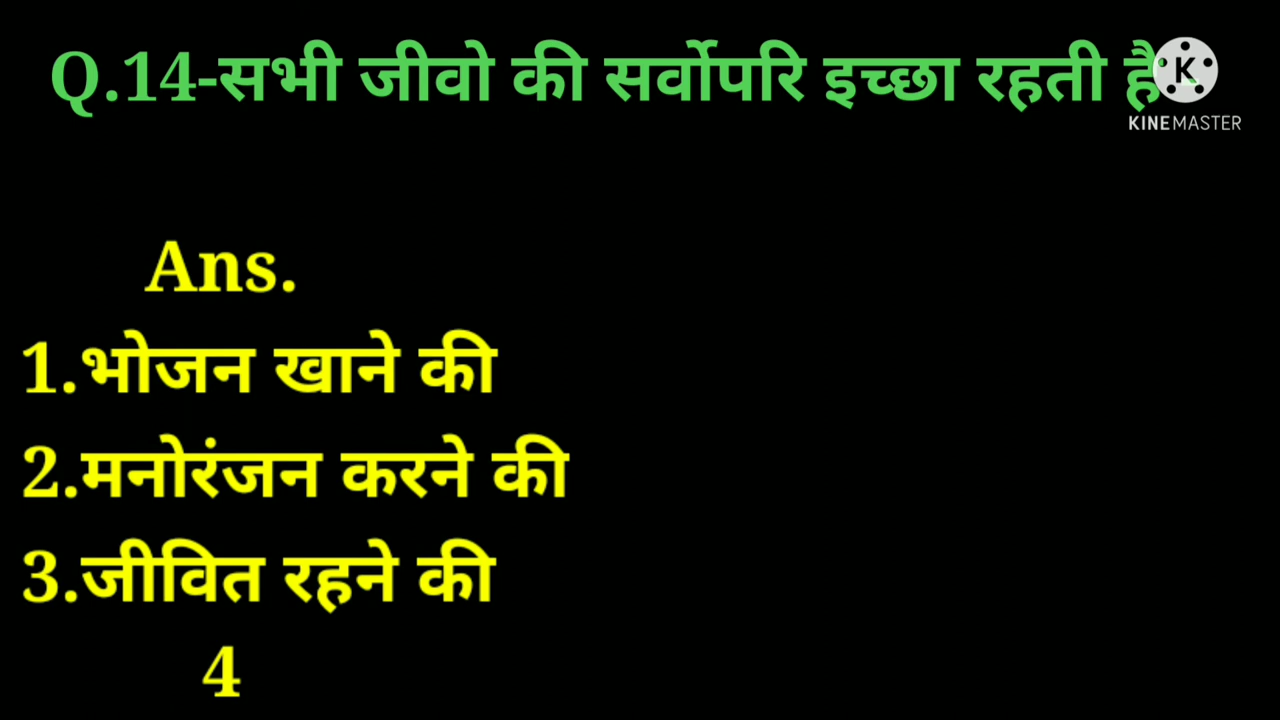 Q.14-सभी जीवो की सर्वोपरि इच्छा रहती है
KINEMASTER
Ans.
1.भोजन खाने की
2.मनोरंजन करने की
3.जीवित रहने की
4